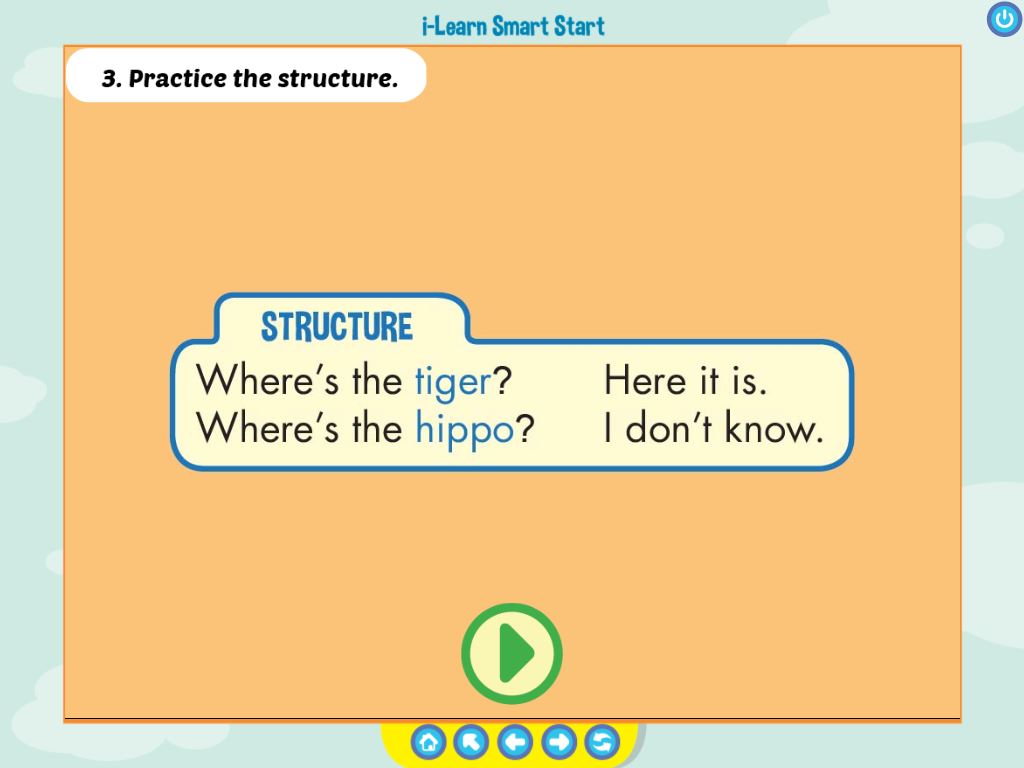 i-Learn Smart Start
3. Practice the structure.
STRUCTURE
Where’s the tiger? Here it is.
Where’s the hippo? I don’t know.